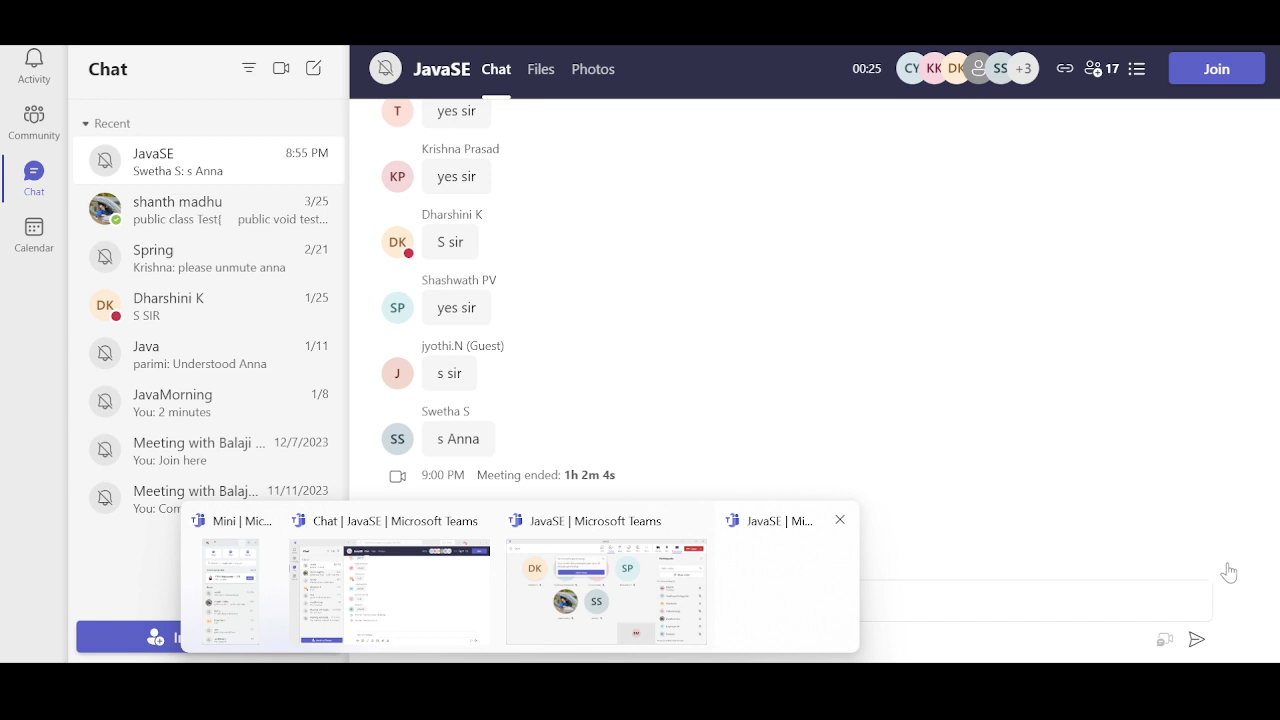 Activity
Community
Chat
Calendar
Chat
Recent
JavaSE 8:55 PM
Swetha S: s Anna
shanth madhu 3/25
public class Test{ public void test...
Spring 2/21
Krishna: please unmute anna
DK Dharshini K 1/25
S SIR
Java 1/11
parimi: Understood Anna
JavaMorning 1/8
You: 2 minutes
Meeting with Balaji ... 12/7/2023
You: Join here
Meeting with Balaj... 11/11/2023
You: Com
JavaSE Chat Files Photos 00:25 CY KK DK SS +3 17 Join
T yes sir
Krishna Prasad
KP yes sir
Dharshini K
DK S sir
Shashwath PV
SP yes sir
jyothi.N (Guest)
J s sir
Swetha S
SS s Anna
9:00 PM Meeting ended: 1h 2m 4s
Mini | Mic... Chat | JavaSE | Microsoft Teams JavaSE | Microsoft Teams JavaSE | Mi...
DK SP
SS